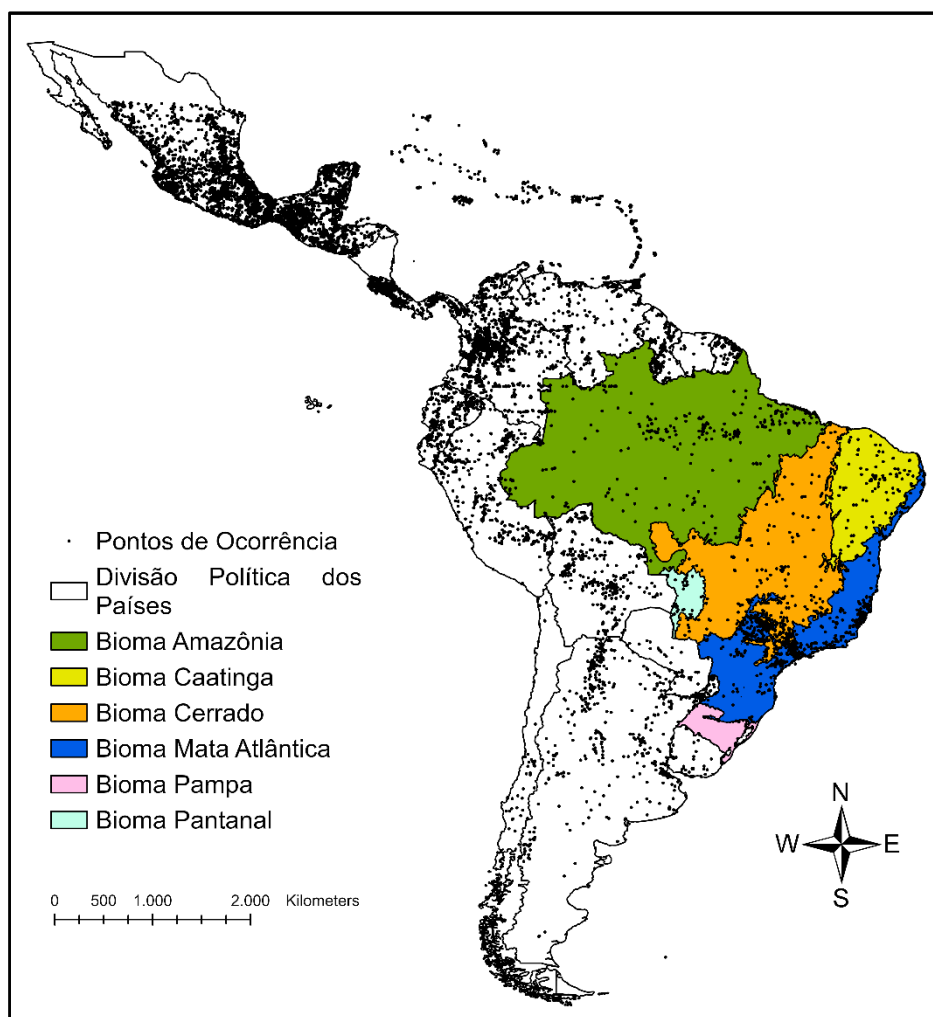 Pontos de Ocorrência
Divisão Política dos
Países
Bioma Amazônia
Bioma Caatinga
Bioma Cerrado
Bioma Mata Atlântica
Bioma Pampa
Bioma Pantanal
N
W E
S
0 500 1.000 2.000 Kilometers